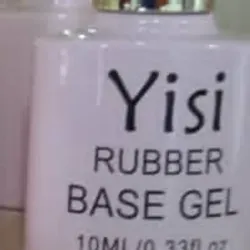 Yisi
RUBBER
BASE GEL
10ML/0.33fl oz